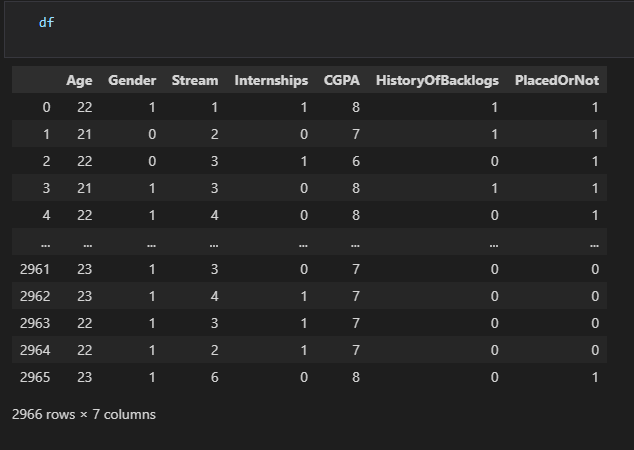 df
Age Gender Stream Internships CGPA HistoryOfBacklogs PlacedOrNot
0 22 1 1 1 8 1 1
1 21 0 2 0 7 1 1
2 22 0 3 1 6 0 1
3 21 1 3 0 8 1 1
4 22 1 4 0 8 0 1
... ... ... ... ... ... ... ...
2961 23 1 3 0 7 0 0
2962 23 1 4 1 7 0 0
2963 22 1 3 1 7 0 0
2964 22 1 2 1 7 0 0
2965 23 1 6 0 8 0 1
2966 rows × 7 columns